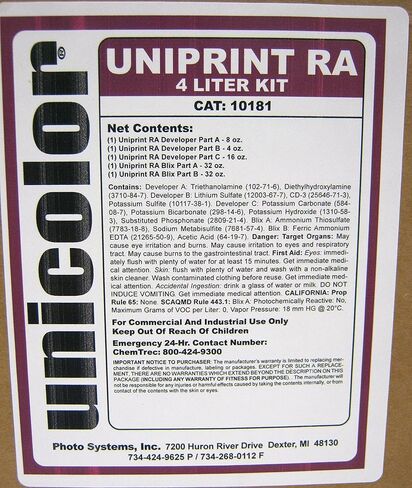 unicolor®
UNIPRINT RA
4 LITER KIT
CAT: 10181
Net Contents:
(1) Uniprint RA Developer Part A - 8 oz.
(1) Uniprint RA Developer Part B - 4 oz.
(1) Uniprint RA Developer Part C - 16 oz.
(1) Uniprint RA Blix Part A - 32 oz.
(1) Uniprint RA Blix Part B - 32 oz.
Contains: Developer A: Triethanolamine (102-71-6), Diethylhydroxylamine
(3710-84-7). Developer B: Lithium Sulfate (12003-67-7), CD-3 (25646-71-3),
Potassium Sulfite (10117-38-1). Developer C: Potassium Carbonate (584-
08-7), Potassium Bicarbonate (298-14-6), Potassium Hydroxide (1310-58-
3), Substituted Phosphonate (2809-21-4). Blix A: Ammonium Thiosulfate
(7783-18-8), Sodium Metabisulfite (7681-57-4). Blix B: Ferric Ammonium
EDTA (21265-50-9), Acetic Acid (64-19-7). Danger: Target Organs: May
cause eye irritation and burns. May cause irritation to eyes and respiratory
tract. May cause burns to the gastrointestinal tract. First Aid: Eyes: immedi-
ately flush with plenty of water for at least 15 minutes. Get immediate med-
ical attention. Skin: flush with plenty of water and wash with a non-alkaline
skin cleaner. Wash contaminated clothing before reuse. Get immediate med-
ical attention. Accidental Ingestion: drink a glass of water or milk. DO NOT
INDUCE VOMITING. Get immediate medical attention. CALIFORNIA: Prop
Rule 65: None. SCAQMD RULE 443.1: Blix A: Photochemically Reactive: No,
Maximum Grams of VOC per Liter: 0, Vapor Pressure: 18 mm HG @ 20°C.
For Commercial And Industrial Use Only
Keep Out Of Reach Of Children
Emergency 24-Hr. Contact Number:
ChemTrec: 800-424-9300
IMPORTANT NOTICE TO PURCHASER: The manufacturer's warranty is limited to replacing mer-
chandise if defective in manufacture, labeling or packages. EXCEPT FOR SUCH A REPLACE-
MENT, THERE ARE NO WARRANTIES WHICH EXTEND BEYOND THE DESCRIPTION ON THIS
PACKAGE (INCLUDING ANY WARRANTY OF FITNESS FOR PURPOSE). The manufacturer will
not be responsible for any injuries or harmful effects caused by taking the contents internally, or from
contact of the contents with the skin or eyes.
Photo Systems, Inc. 7200 Huron River Drive Dexter, MI 48130
734-424-9625 P / 734-268-0112 F